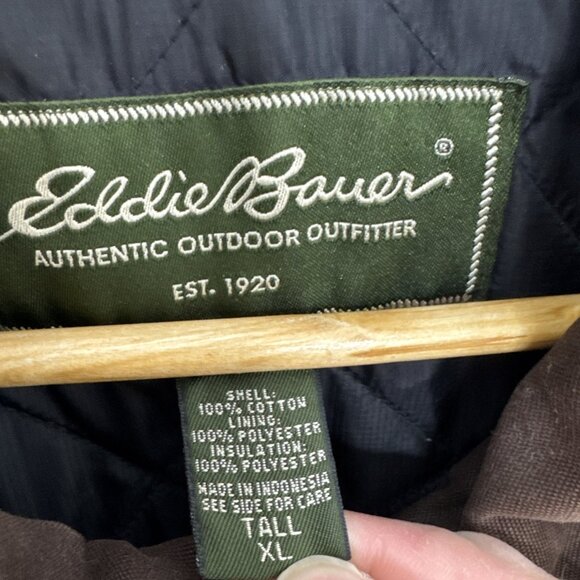 Eddie Bauer ®
AUTHENTIC OUTDOOR OUTFITTER
EST. 1920
SHELL:
100% COTTON
LINING:
100% POLYESTER
INSULATION:
100% POLYESTER
MADE IN INDONESIA
SEE SIDE FOR CARE
TALL
XL